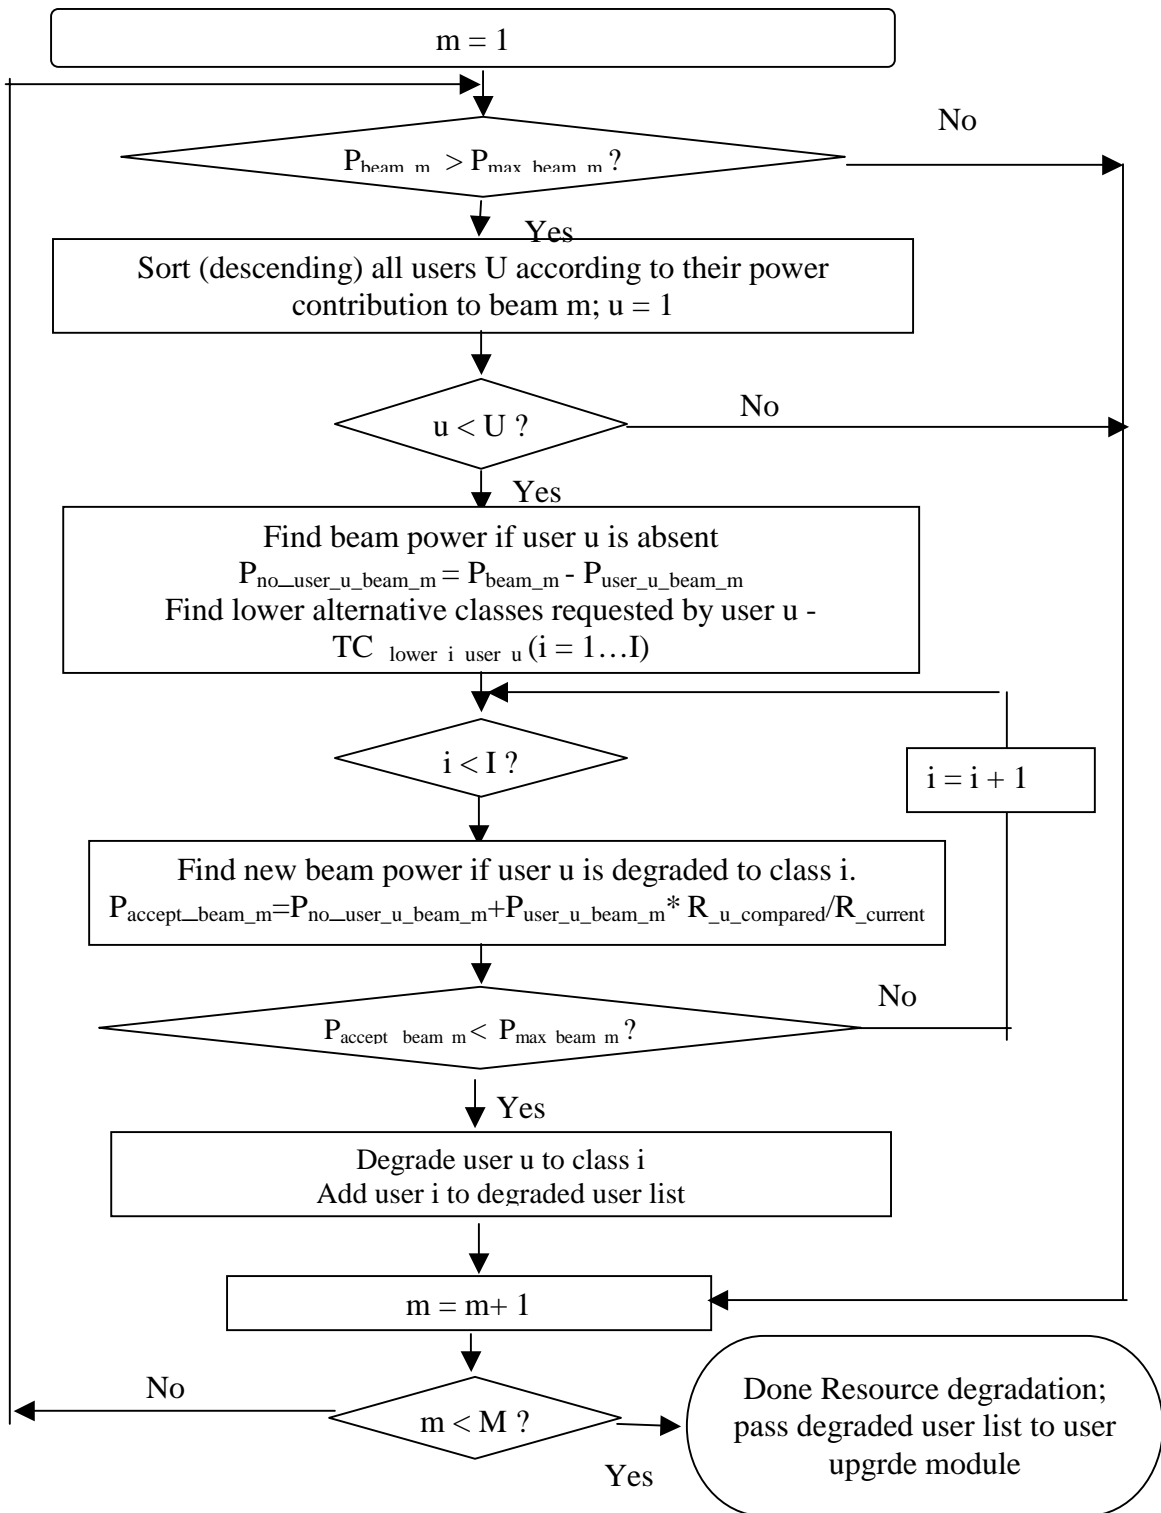 m = 1
No
P_beam_m > P_max_beam_m ?
Yes
Sort (descending) all users U according to their power
contribution to beam m; u = 1
u < U ?
No
Yes
Find beam power if user u is absent
P_no_user_u_beam_m = P_beam_m - P_user_u_beam_m
Find lower alternative classes requested by user u -
TC _lower_i_user_u (i = 1…I)
i < I ?
i = i + 1
Find new beam power if user u is degraded to class i.
P_accept_beam_m=P_no_user_u_beam_m+P_user_u_beam_m* R_u_compared/R_current
No
P_accept_beam_m < P_max_beam_m ?
Yes
Degrade user u to class i
Add user i to degraded user list
m = m+ 1
No
m < M ?
Yes
Done Resource degradation;
pass degraded user list to user
upgrde module